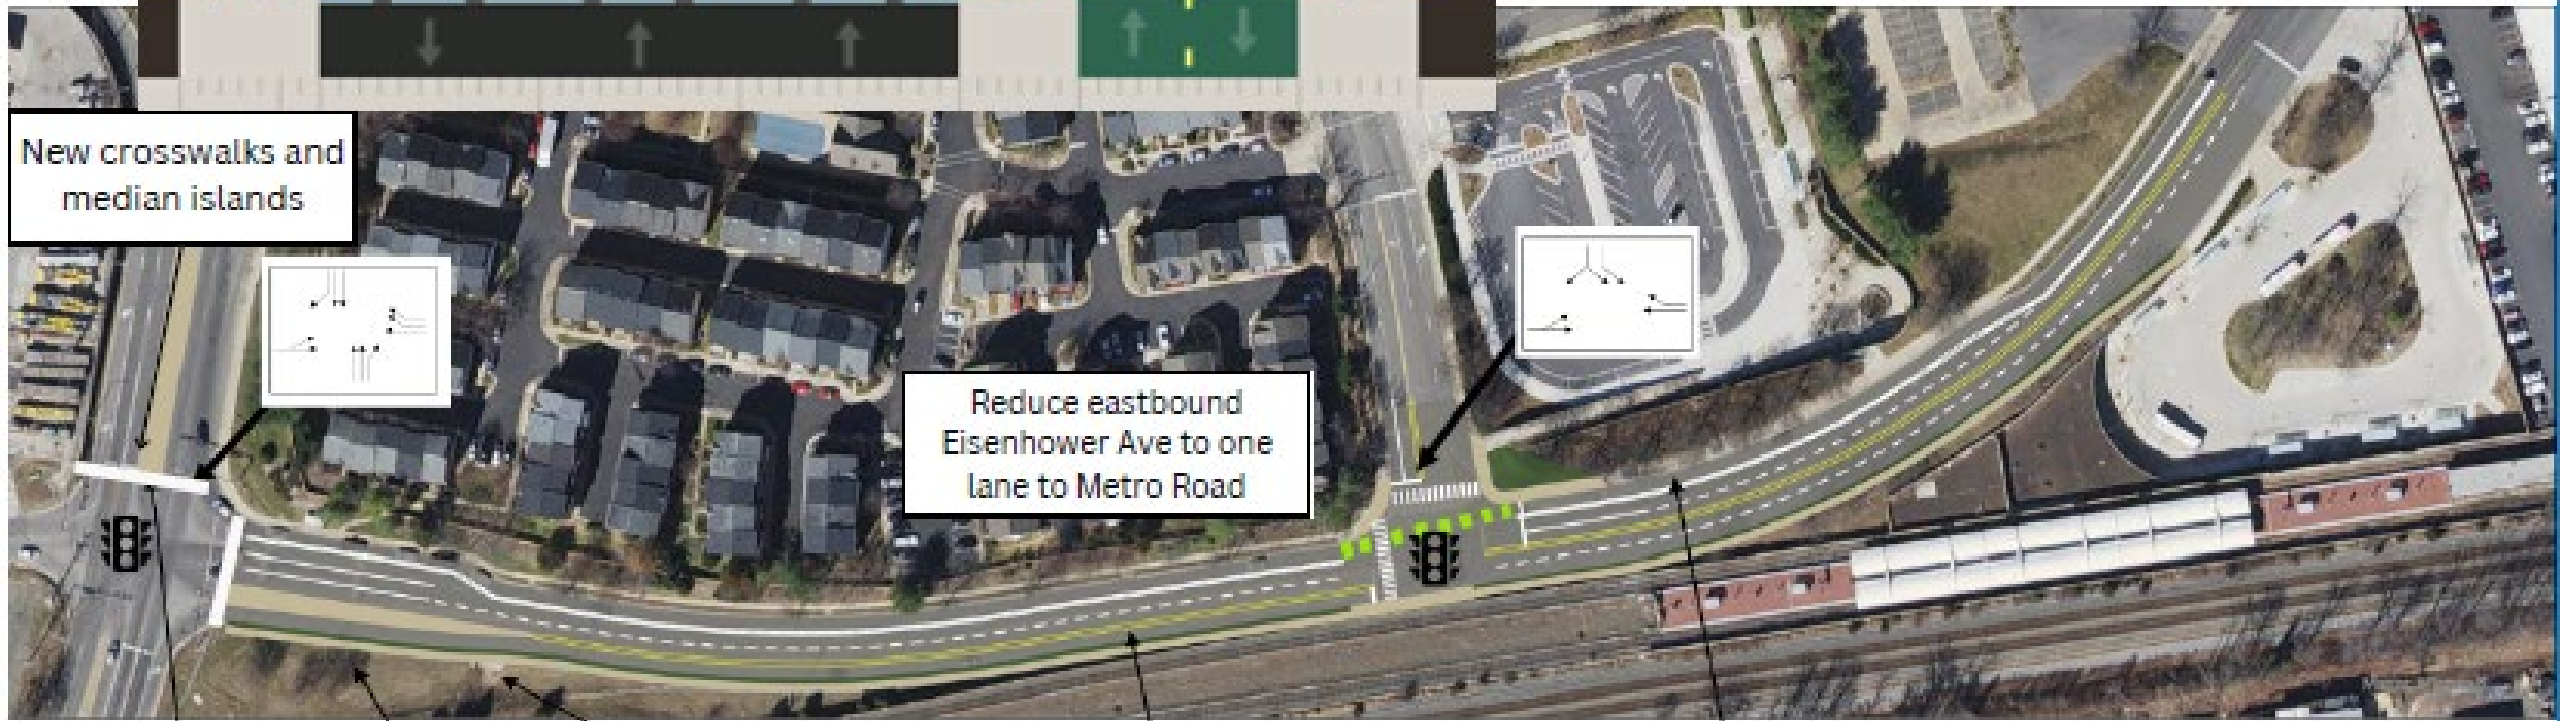 New crosswalks and
median islands
Reduce eastbound
Eisenhower Ave to one
lane to Metro Road